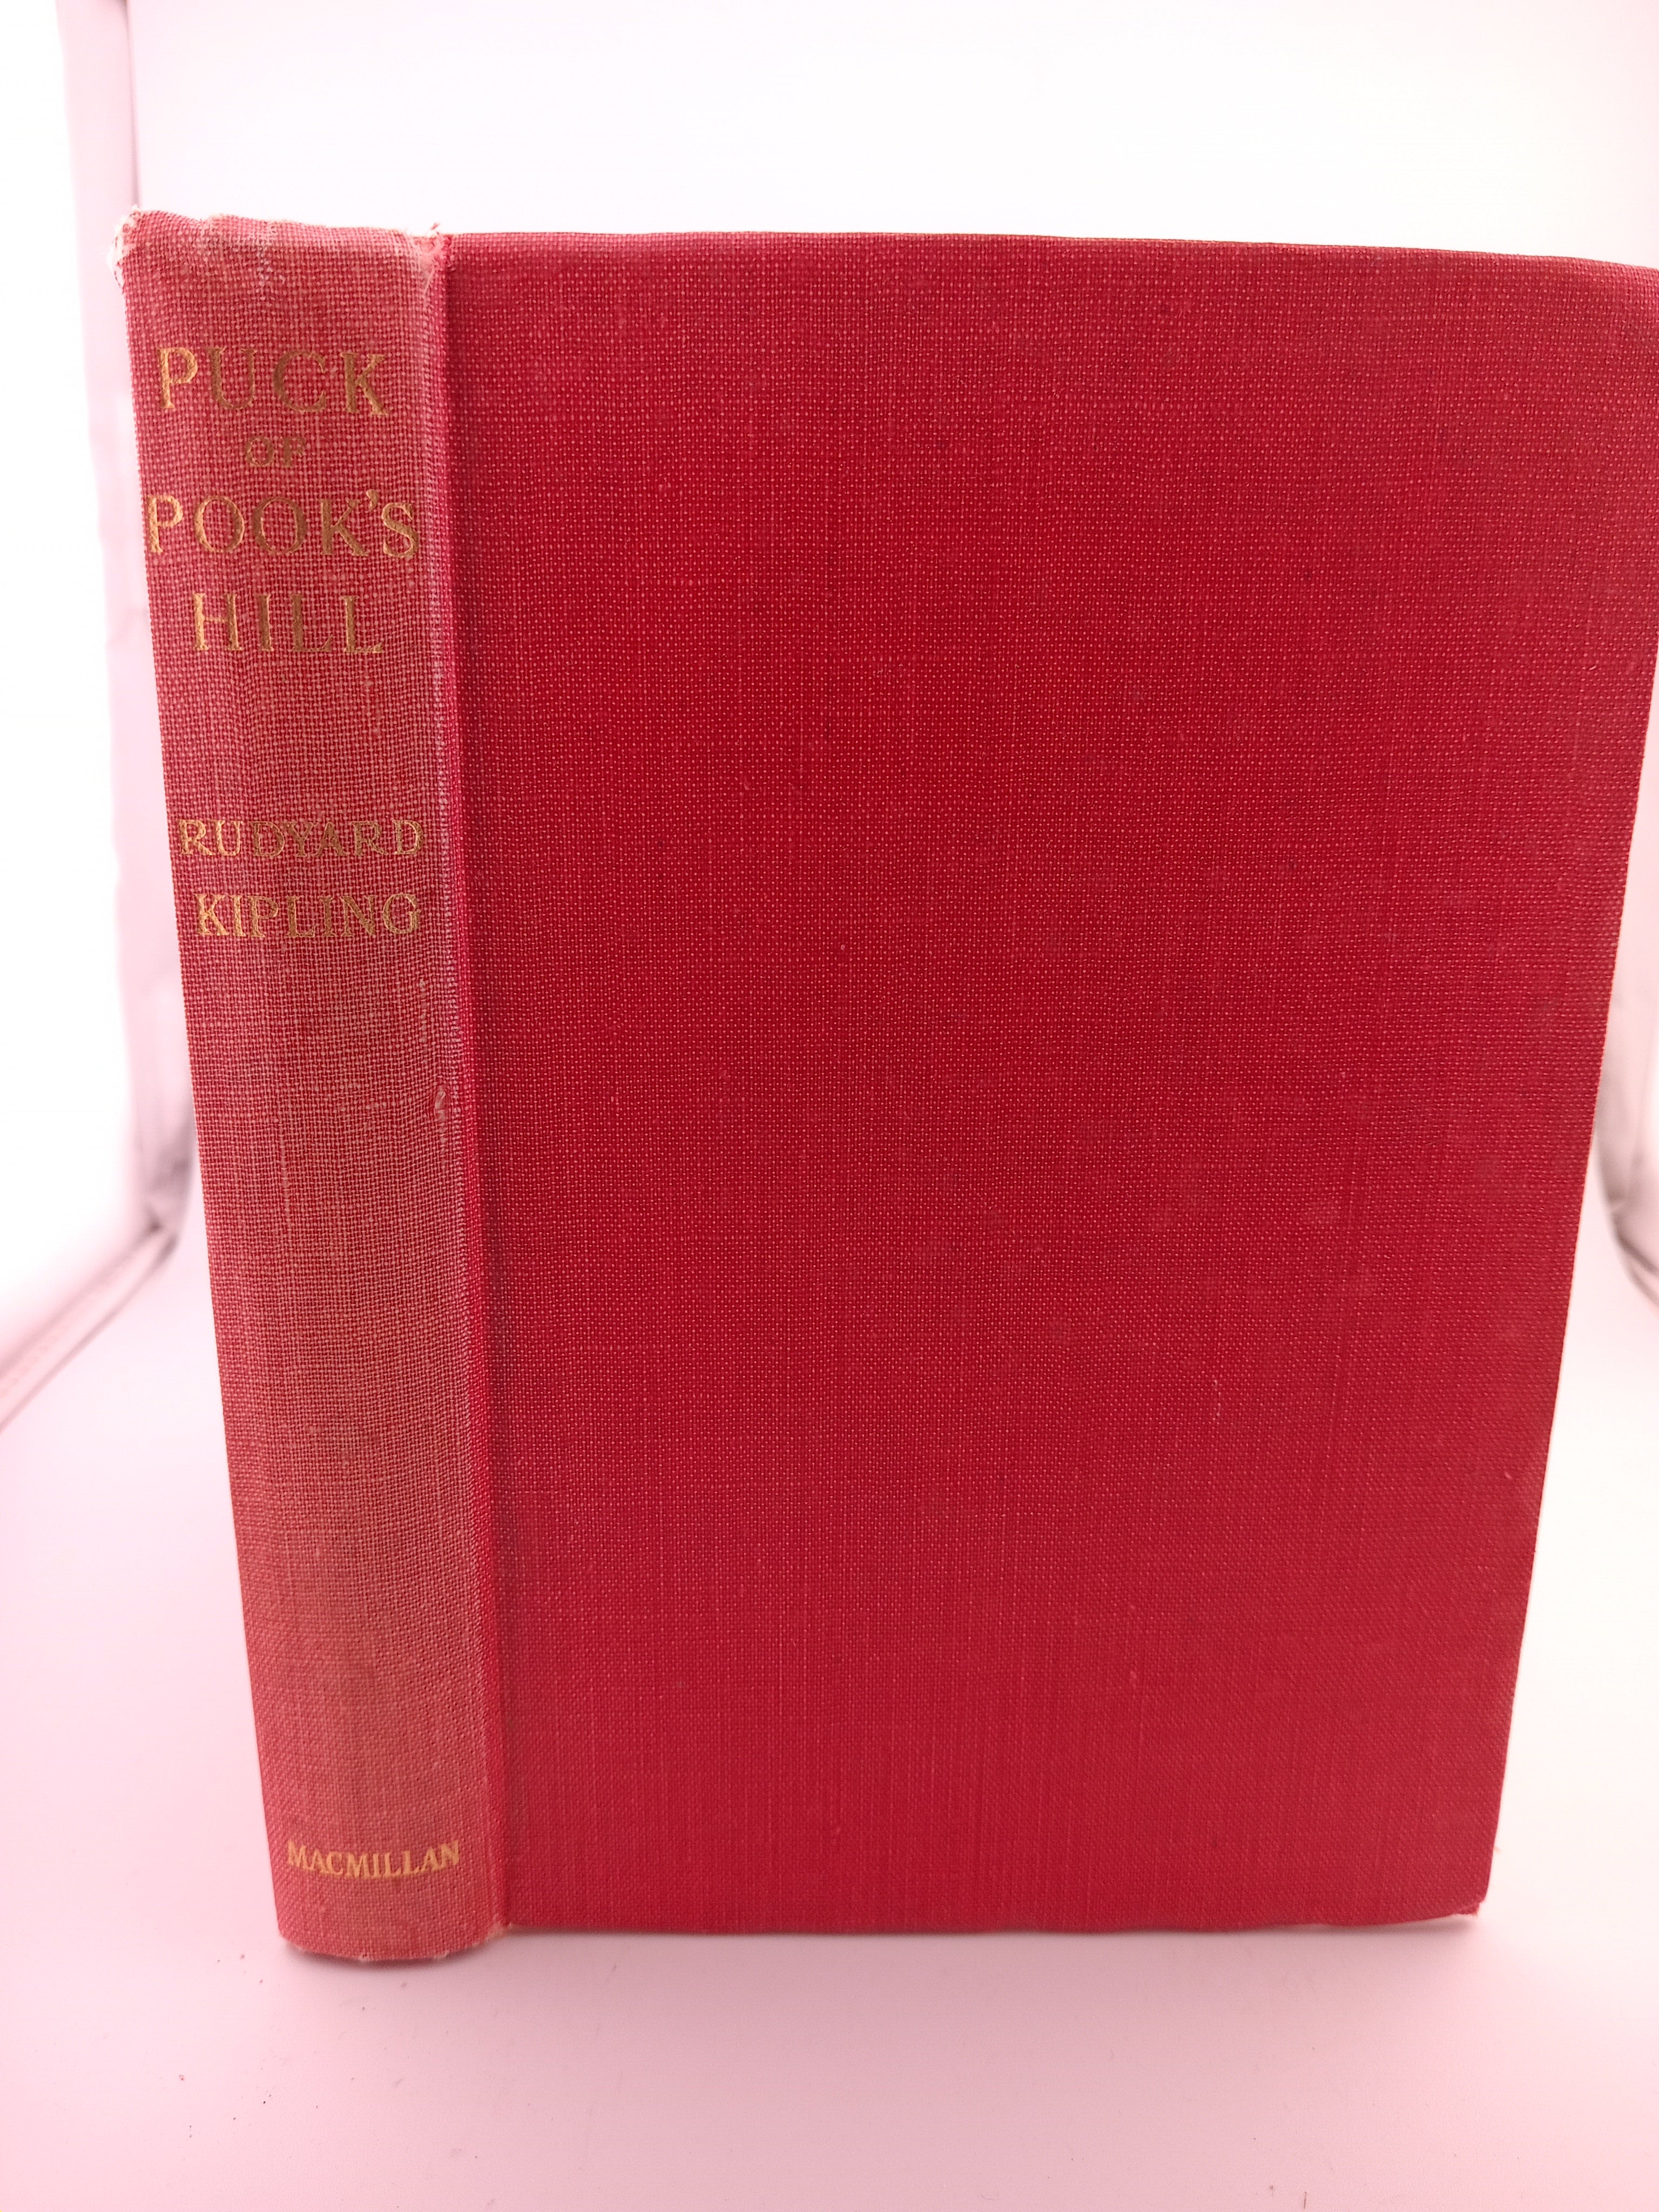 PUCK
OF
POOK'S
HILL
RUDYARD
KIPLING
MACMILLAN